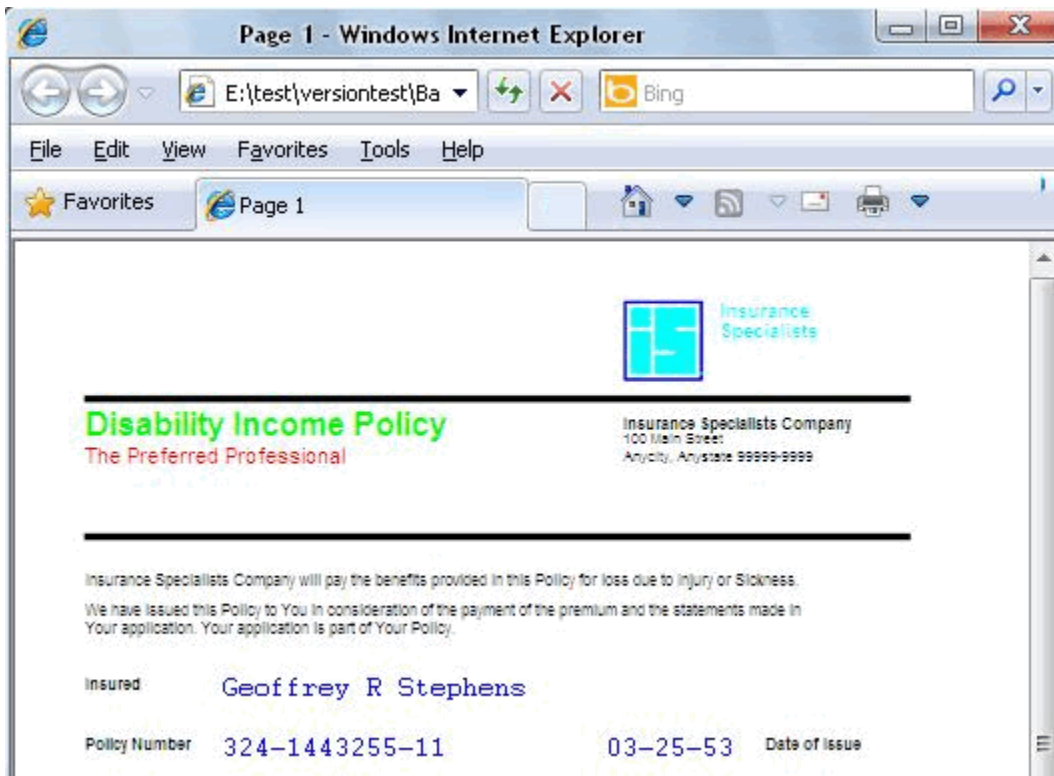 Page 1 - Windows Internet Explorer
E:\test\versiontest\Ba
Bing
File Edit View Favorites Tools Help
Favorites
Page 1
is
Insurance
Specialists
Disability Income Policy
The Preferred Professional
Insurance Specialists Company
100 Main Street
Anycity, Anystate 99999-9999
Insurance Specialists Company will pay the benefits provided in this Policy for loss due to Injury or Sickness.
We have issued this Policy to You in consideration of the payment of the premium and the statements made in
Your application. Your application is part of Your Policy.
Insured Geoffrey R Stephens
Policy Number 324-1443255-11 03-25-53 Date of Issue